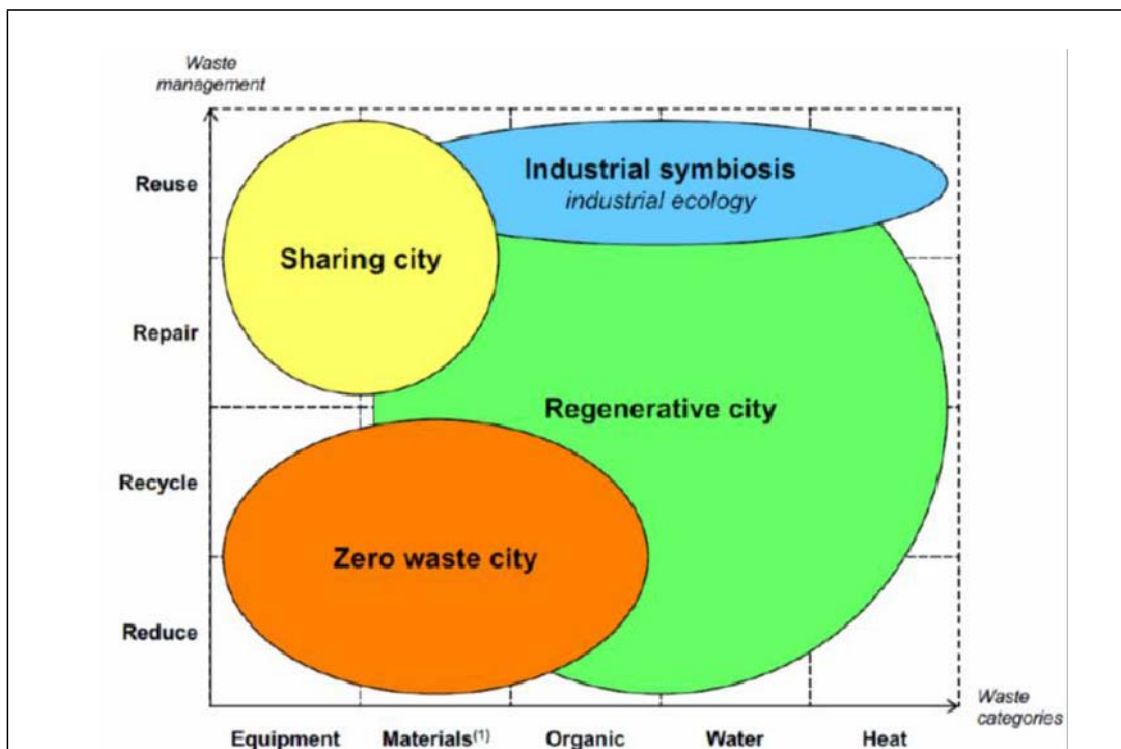 Waste
management
Reuse
Industrial symbiosis
industrial ecology
Sharing city
Repair
Regenerative city
Recycle
Zero waste city
Reduce
Waste
categories
Equipment Materials(1) Organic Water Heat